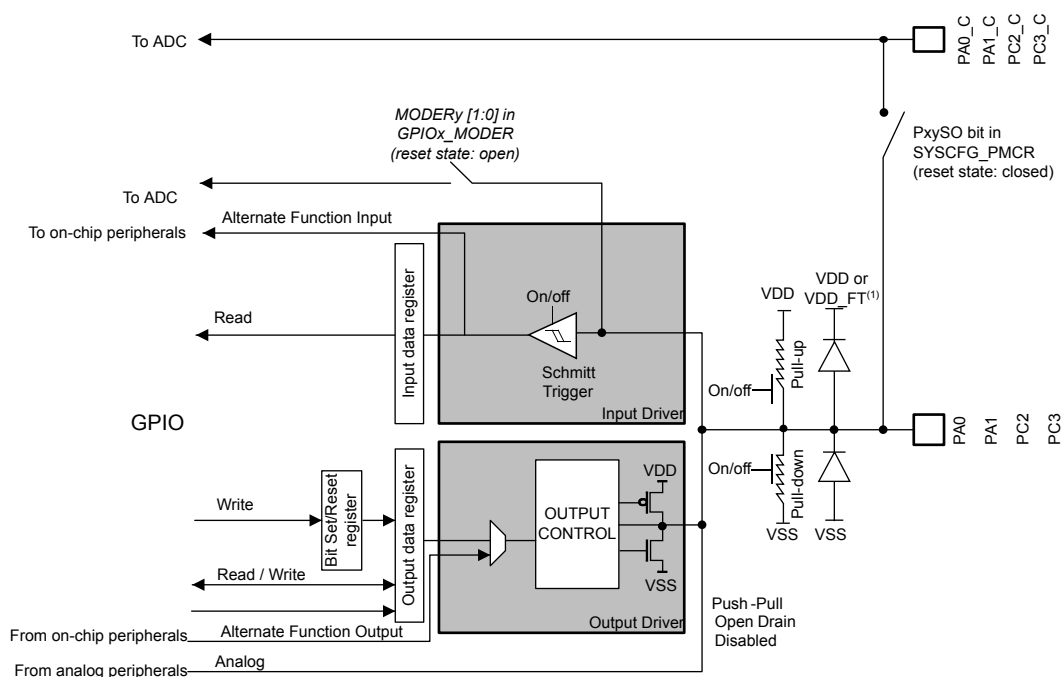 To ADC
PA0_C
PA1_C
PC2_C
PC3_C
MODERy [1:0] in
GPIOx_MODER
(reset state: open)
PxySO bit in
SYSCFG_PMCR
(reset state: closed)
To ADC
Alternate Function Input
To on-chip peripherals
Read
Input data register
On/off
Schmitt
Trigger
Input Driver
VDD
VDD or
VDD_FT(1)
Pull-up
On/off
GPIO
PA0
PA1
PC2
PC3
On/off
Pull-down
VSS
VSS
Write
Bit Set/Reset
register
Output data register
Read / Write
OUTPUT
CONTROL
VDD
VSS
Output Driver
Push -Pull
Open Drain
Disabled
From on-chip peripherals
Alternate Function Output
From analog peripherals
Analog